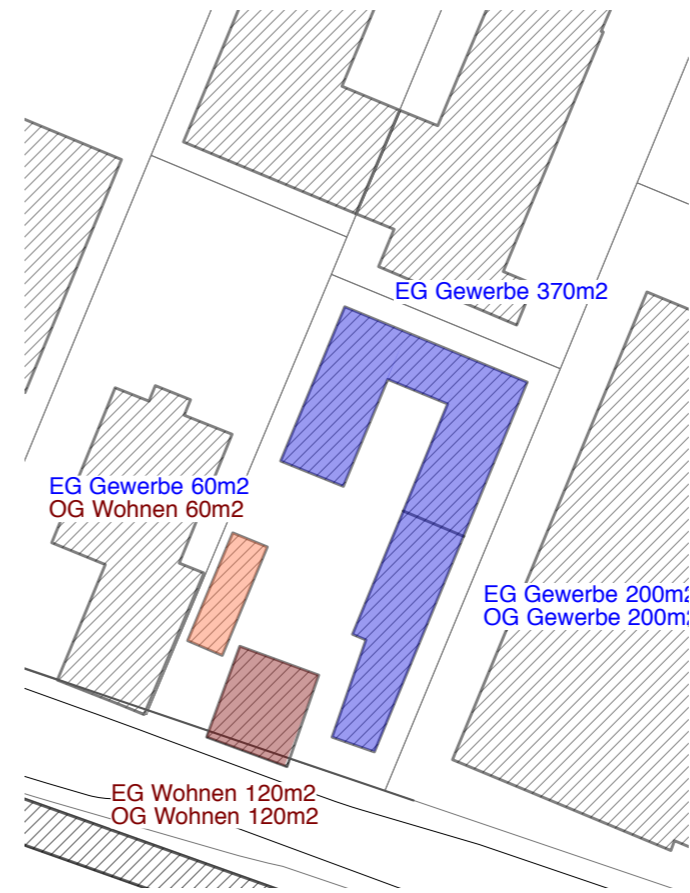 EG Gewerbe 370m2
EG Gewerbe 60m2
OG Wohnen 60m2
EG Gewerbe 200m2
OG Gewerbe 200m2
EG Wohnen 120m2
OG Wohnen 120m2